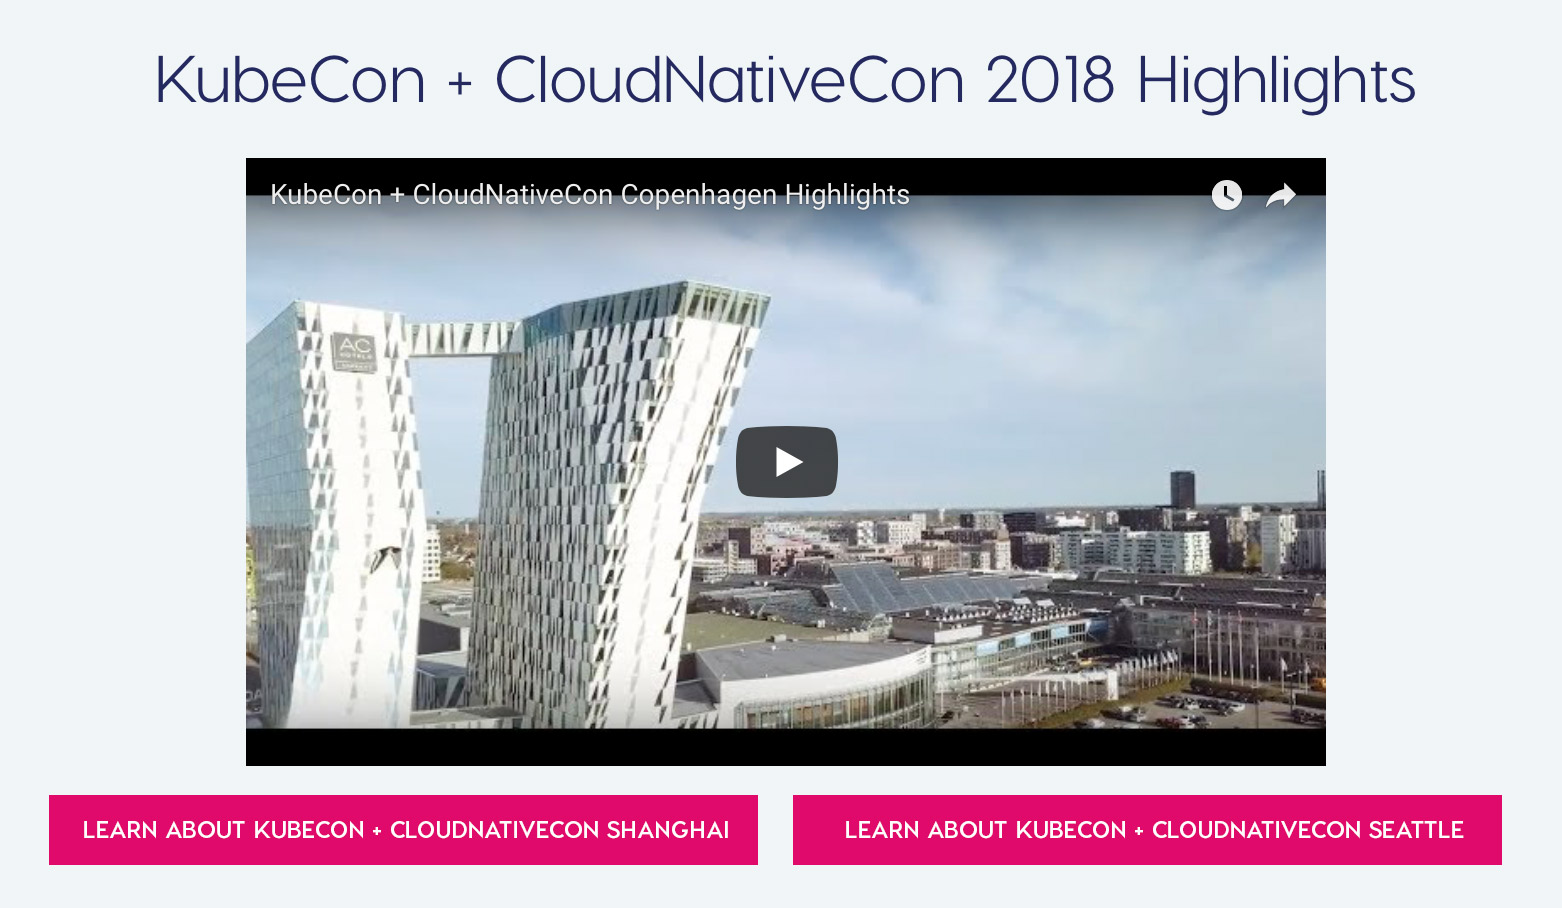 KubeCon + CloudNativeCon 2018 Highlights
KubeCon + CloudNativeCon Copenhagen Highlights
AC
HOTELS
LEARN ABOUT KUBECON + CLOUDNATIVECON SHANGHAI
LEARN ABOUT KUBECON + CLOUDNATIVECON SEATTLE